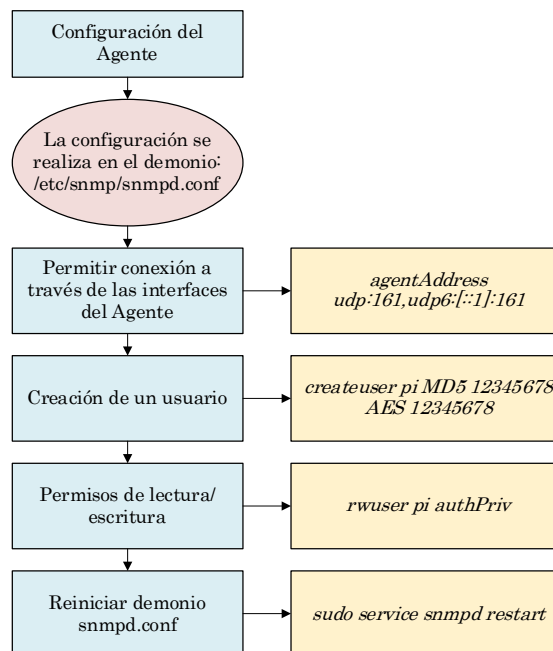 Configuración del
Agente
La configuración se
realiza en el demonio:
/etc/snmp/snmpd.conf
Permitir conexión a
través de las interfaces
del Agente
agentAddress
udp:161,udp6:[::1]:161
Creación de un usuario
createuser pi MD5 12345678
AES 12345678
Permisos de lectura/
escritura
rwuser pi authPriv
Reiniciar demonio
snmpd.conf
sudo service snmpd restart